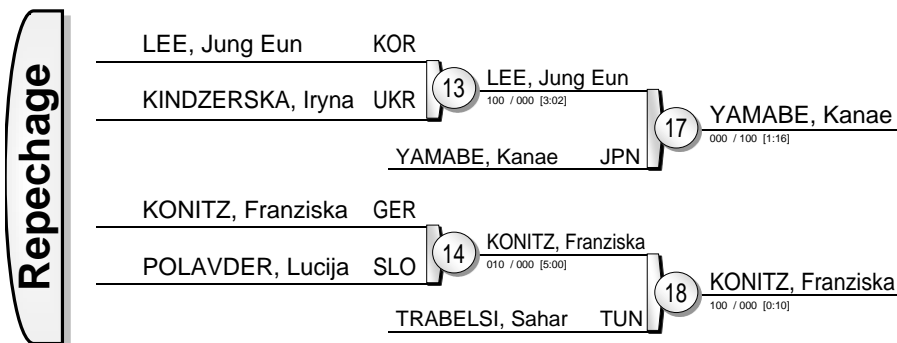 Repechage
LEE, Jung Eun KOR
KINDZERSKA, Iryna UKR
13
LEE, Jung Eun
100 / 000 [3:02]
YAMABE, Kanae JPN
17
YAMABE, Kanae
000 / 100 [1:16]
KONITZ, Franziska GER
POLAVDER, Lucija SLO
14
KONITZ, Franziska
010 / 000 [5:00]
TRABELSI, Sahar TUN
18
KONITZ, Franziska
100 / 000 [0:10]